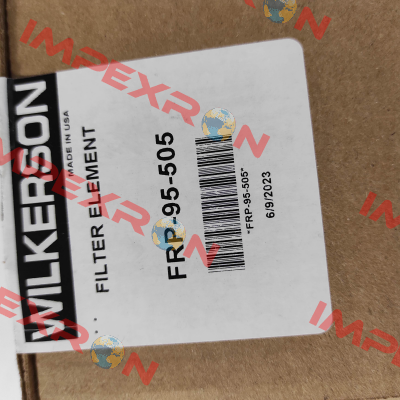 WILKERSON
MADE IN USA
FILTER ELEMENT
FRP-95-505
"FRP-95-505"
6/9/2023
IMPEXRON
IMPEXRON
IMPEXRON
IMPEXRON